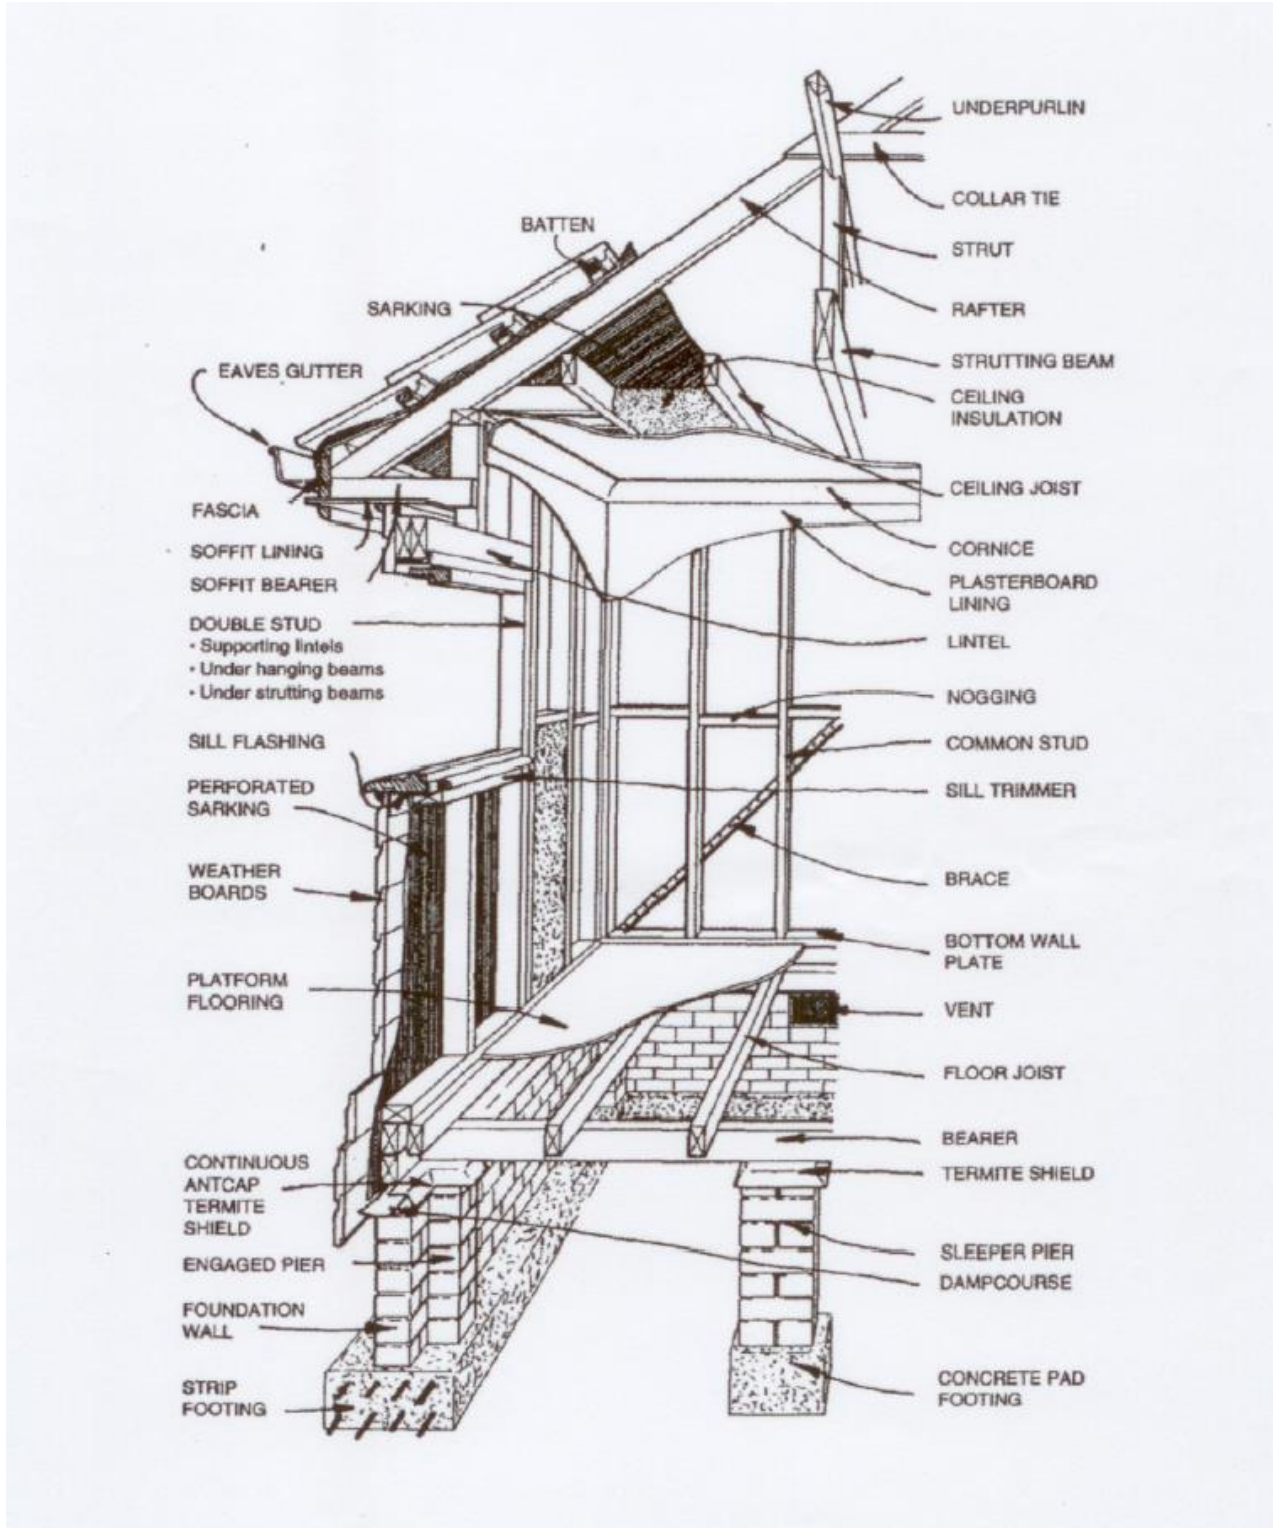 UNDERPURLIN
COLLAR TIE
BATTEN
STRUT
SARKING
RAFTER
EAVES GUTTER
STRUTTING BEAM
CEILING
INSULATION
CEILING JOIST
FASCIA
CORNICE
SOFFIT LINING
SOFFIT BEARER
PLASTERBOARD
LINING
DOUBLE STUD
• Supporting lintels
• Under hanging beams
• Under strutting beams
LINTEL
NOGGING
SILL FLASHING
COMMON STUD
PERFORATED
SARKING
SILL TRIMMER
WEATHER
BOARDS
BRACE
BOTTOM WALL
PLATE
PLATFORM
FLOORING
VENT
FLOOR JOIST
BEARER
CONTINUOUS
ANTCAP
TERMITE
SHIELD
TERMITE SHIELD
ENGAGED PIER
SLEEPER PIER
DAMPCOURSE
FOUNDATION
WALL
STRIP
FOOTING
CONCRETE PAD
FOOTING